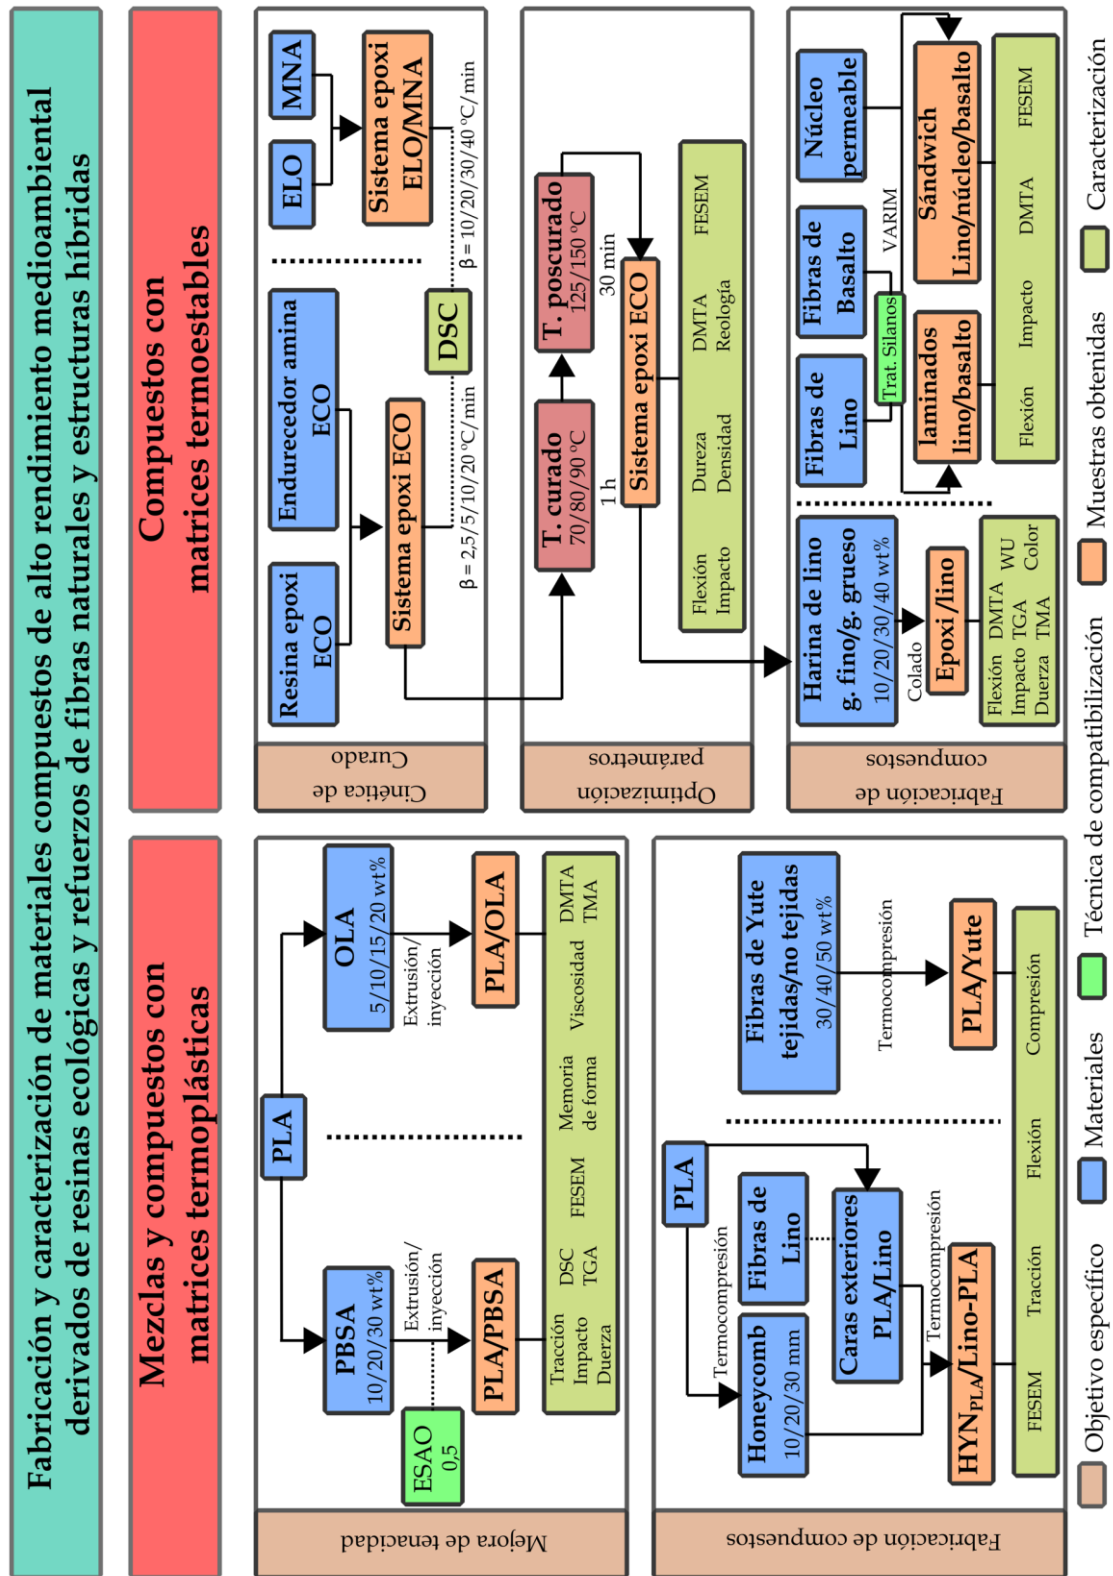 Fabricación y caracterización de materiales compuestos de alto rendimiento medioambiental
derivados de resinas ecológicas y refuerzos de fibras naturales y estructuras híbridas
Mezclas y compuestos con
matrices termoplásticas
Mejora de tenacidad
PLA
PBSA
10/20/30 wt%
OLA
5/10/15/20 wt%
ESAO
0,5
Extrusión/
inyección
Extrusión/
inyección
PLA/PBSA
PLA/OLA
Tracción
Impacto
Duerza
DSC
TGA
FESEM
Memoria
de forma
Viscosidad
DMTA
TMA
Fabricación de compuestos
PLA
Termocompresión
Honeycomb
10/20/30 mm
Fibras de
Lino
Caras exteriores
PLA/Lino
Termocompresión
HYNPLA/Lino-PLA
Fibras de Yute
tejidas/no tejidas
30/40/50 wt%
Termocompresión
PLA/Yute
FESEM
Tracción
Flexión
Compresión
Compuestos con
matrices termoestables
Cinética de
Curado
Resina epoxi
ECO
Endurecedor amina
ECO
Sistema epoxi ECO
ELO
MNA
Sistema epoxi
ELO/MNA
DSC
β = 2,5/5/10/20 ºC/min
β = 10/20/30/40 ºC/min
Optimización
parámetros
T. curado
70/80/90 ºC
1 h
T. poscurado
125/150 ºC
30 min
Sistema epoxi ECO
Flexión
Impacto
Dureza
Densidad
DMTA
Reología
FESEM
Fabricación de
compuestos
Harina de lino
g. fino/g. grueso
10/20/30/40 wt%
Colado
Epoxi /lino
Flexión DMTA
Impacto TGA WU
Duerza TMA Color
Fibras de
Lino
Fibras de
Basalto
Núcleo
permeable
Trat. Silanos
VARIM
laminados
lino/basalto
Sándwich
Lino/núcleo/basalto
Flexión
Impacto
DMTA
FESEM
Objetivo específico
Materiales
Técnica de compatibilización
Muestras obtenidas
Caracterización